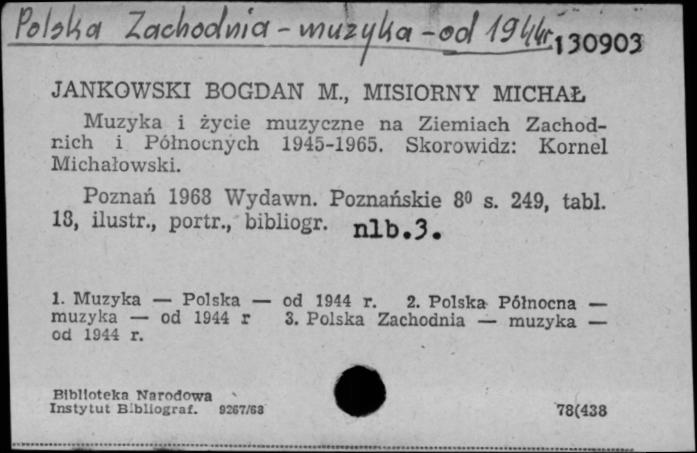 Polska Zachodnia - muzyka - od 1944r.
130903
JANKOWSKI BOGDAN M., MISIORNY MICHAŁ
Muzyka i życie muzyczne na Ziemiach Zachod-
nich i Północnych 1945-1965. Skorowidz: Kornel
Michałowski.
Poznań 1968 Wydawn. Poznańskie 8⁰ s. 249, tabl.
18, ilustr., portr., bibliogr. nlb.3.
1. Muzyka — Polska — od 1944 r. 2. Polska Północna —
muzyka — od 1944 r 3. Polska Zachodnia — muzyka —
od 1944 r.
Biblioteka Narodowa
Instytut Bibliograf. 9267/68
78(438